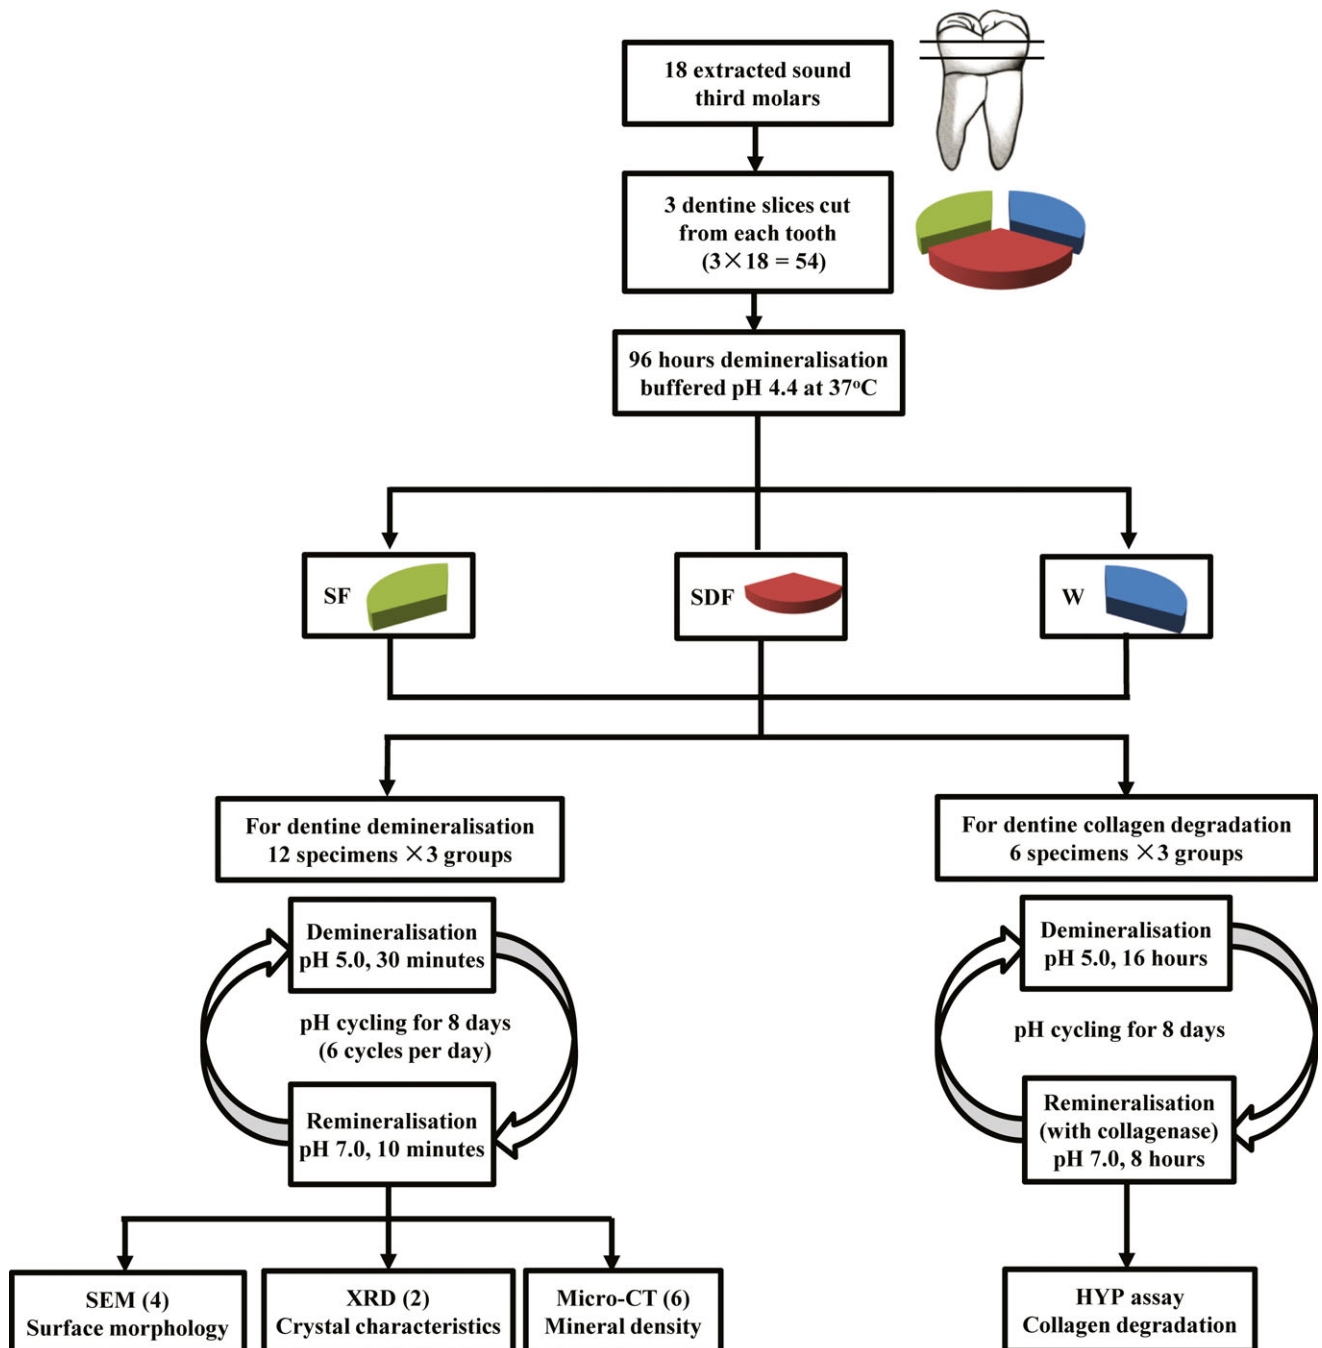 18 extracted sound
third molars
3 dentine slices cut
from each tooth
(3×18 = 54)
96 hours demineralisation
buffered pH 4.4 at 37°C
SF
SDF
W
For dentine demineralisation
12 specimens ×3 groups
For dentine collagen degradation
6 specimens ×3 groups
Demineralisation
pH 5.0, 30 minutes
pH cycling for 8 days
(6 cycles per day)
Remineralisation
pH 7.0, 10 minutes
Demineralisation
pH 5.0, 16 hours
pH cycling for 8 days
Remineralisation
(with collagenase)
pH 7.0, 8 hours
SEM (4)
Surface morphology
XRD (2)
Crystal characteristics
Micro-CT (6)
Mineral density
HYP assay
Collagen degradation